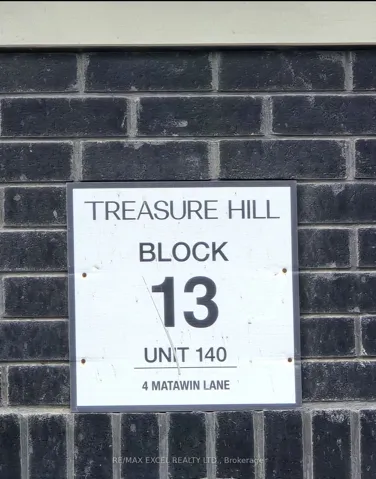 TREASURE HILL
BLOCK
13
UNIT 140
4 MATAWIN LANE
RE/MAX EXCEL REALTY LTD., Brokerage